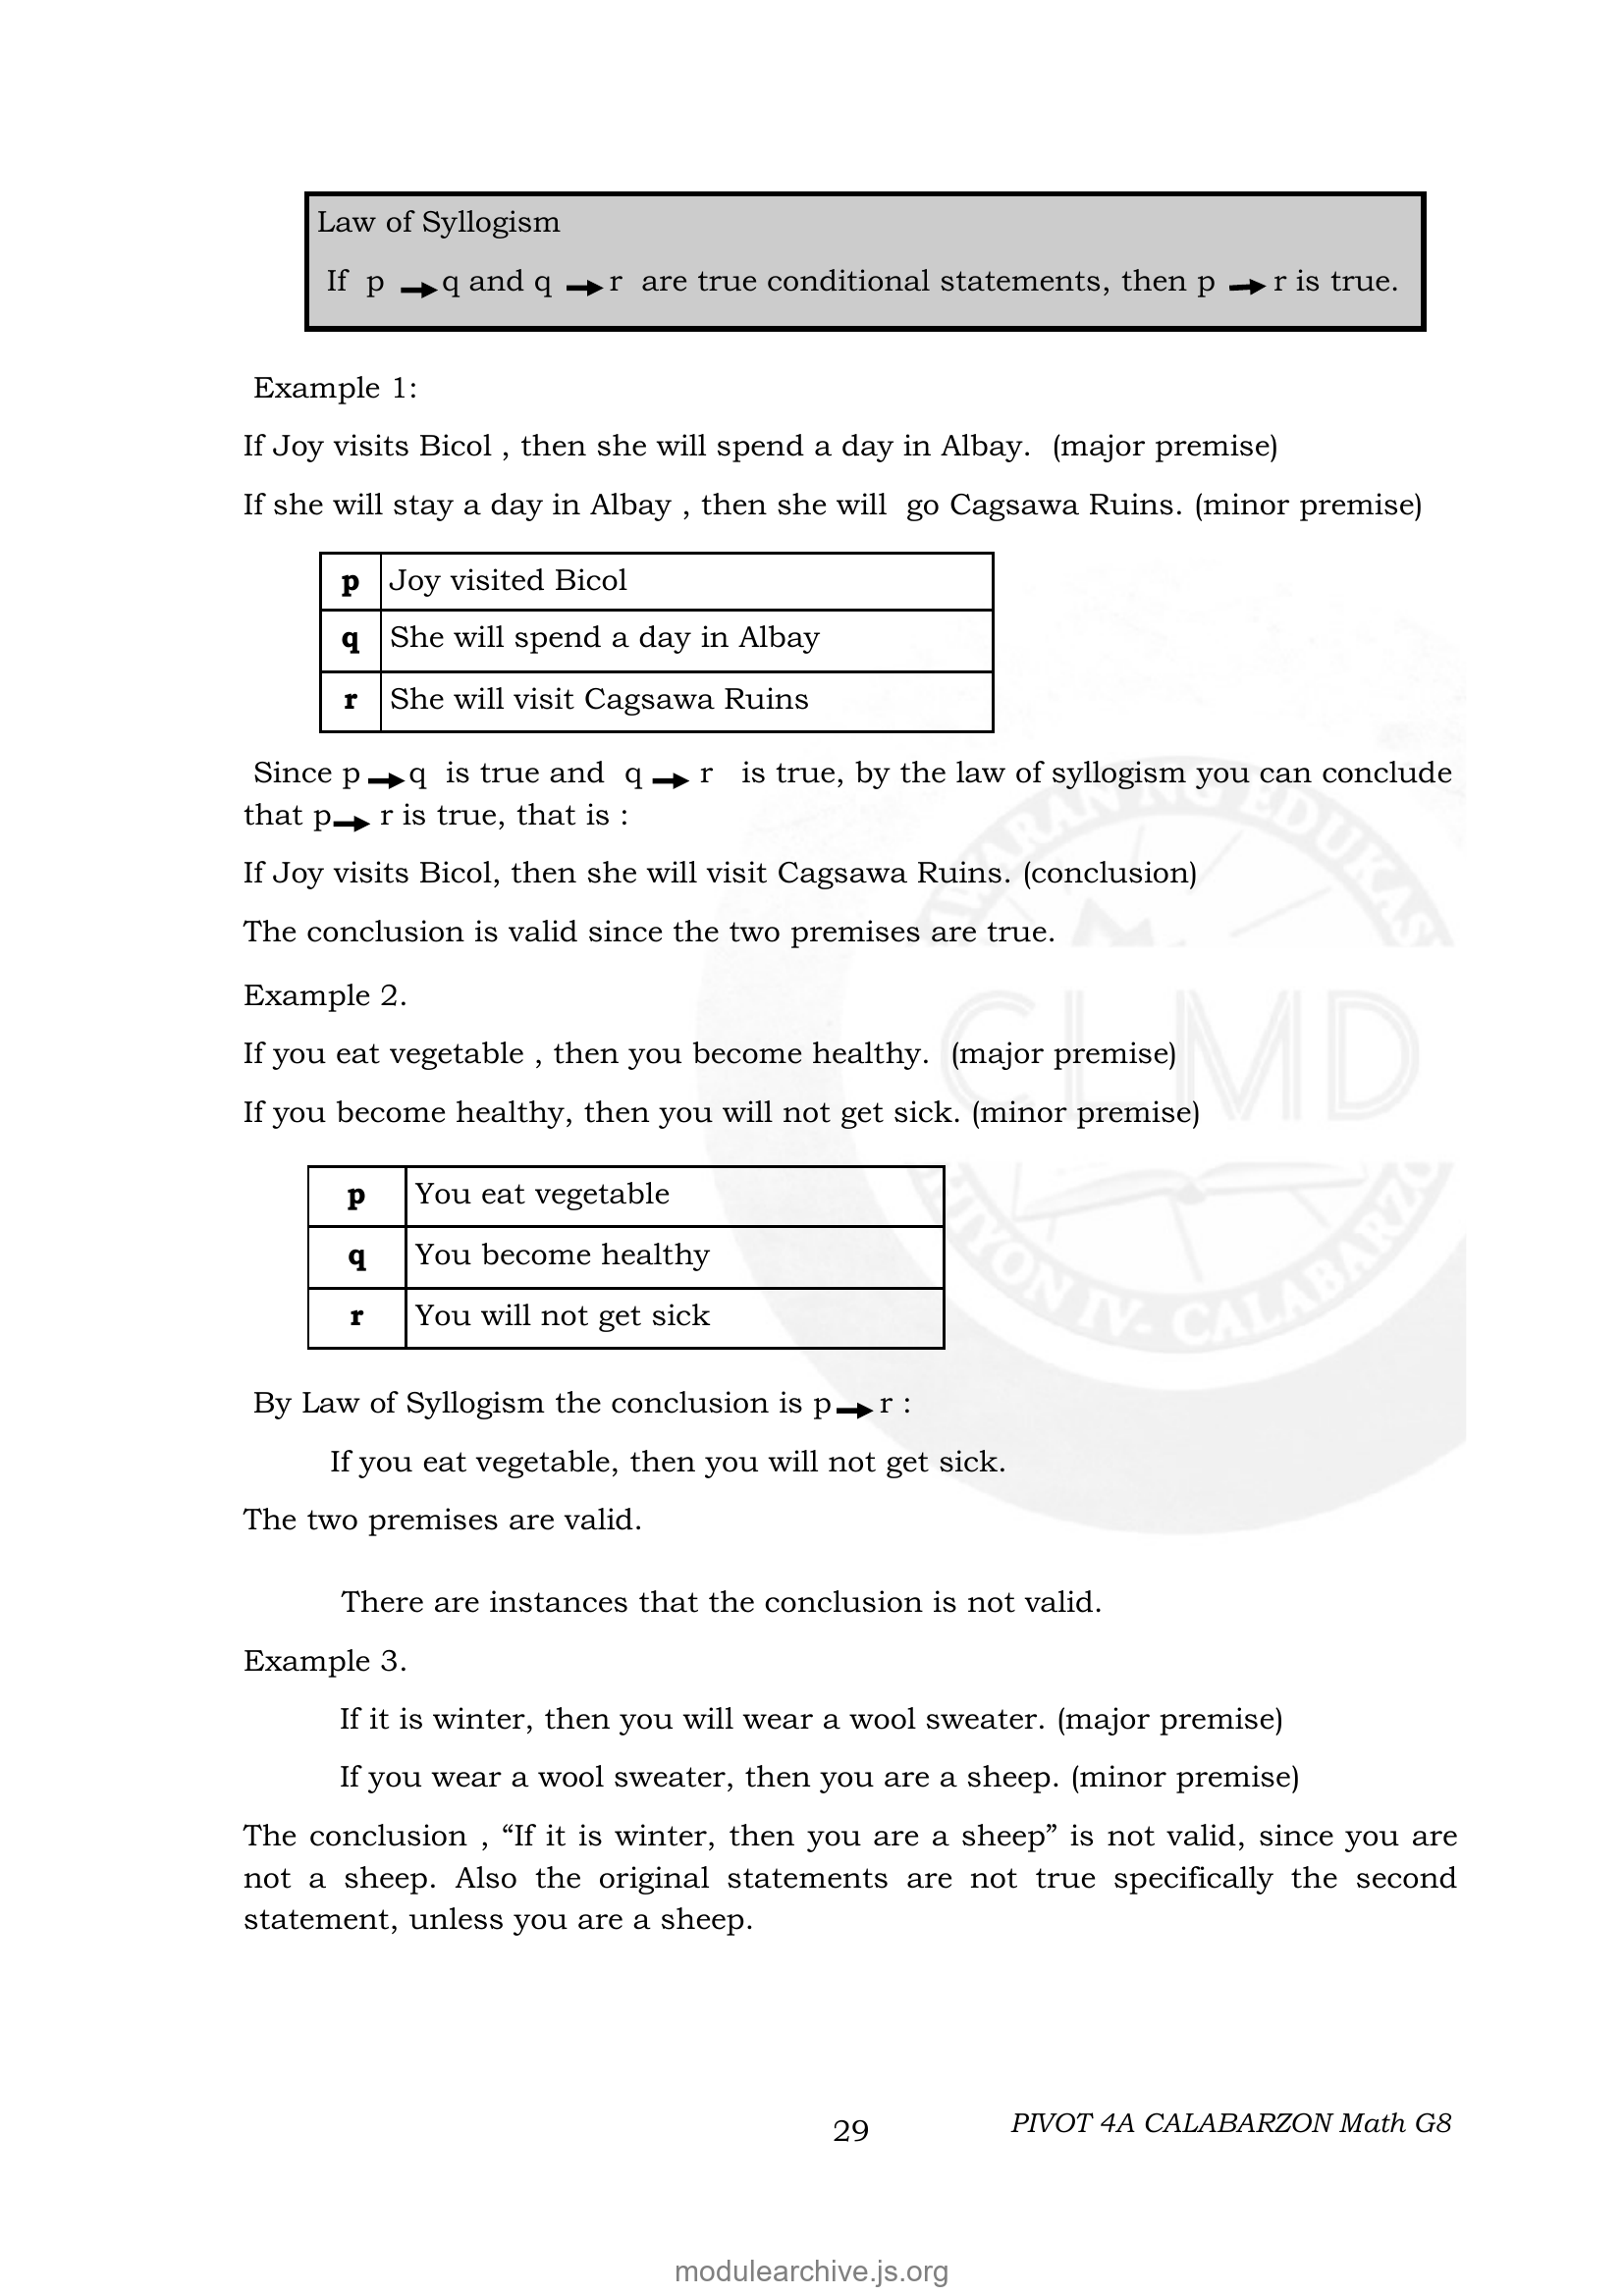 Law of Syllogism
If p → q and q → r are true conditional statements, then p → r is true.
Example 1:
If Joy visits Bicol , then she will spend a day in Albay. (major premise)
If she will stay a day in Albay , then she will go Cagsawa Ruins. (minor premise)
p Joy visited Bicol
q She will spend a day in Albay
r She will visit Cagsawa Ruins
Since p → q is true and q → r is true, by the law of syllogism you can conclude
that p → r is true, that is :
If Joy visits Bicol, then she will visit Cagsawa Ruins. (conclusion)
The conclusion is valid since the two premises are true.
Example 2.
If you eat vegetable , then you become healthy. (major premise)
If you become healthy, then you will not get sick. (minor premise)
p You eat vegetable
q You become healthy
r You will not get sick
By Law of Syllogism the conclusion is p → r :
If you eat vegetable, then you will not get sick.
The two premises are valid.
There are instances that the conclusion is not valid.
Example 3.
If it is winter, then you will wear a wool sweater. (major premise)
If you wear a wool sweater, then you are a sheep. (minor premise)
The conclusion , “If it is winter, then you are a sheep” is not valid, since you are
not a sheep. Also the original statements are not true specifically the second
statement, unless you are a sheep.
CLMD
29
PIVOT 4A CALABARZON Math G8
modulearchive.js.org